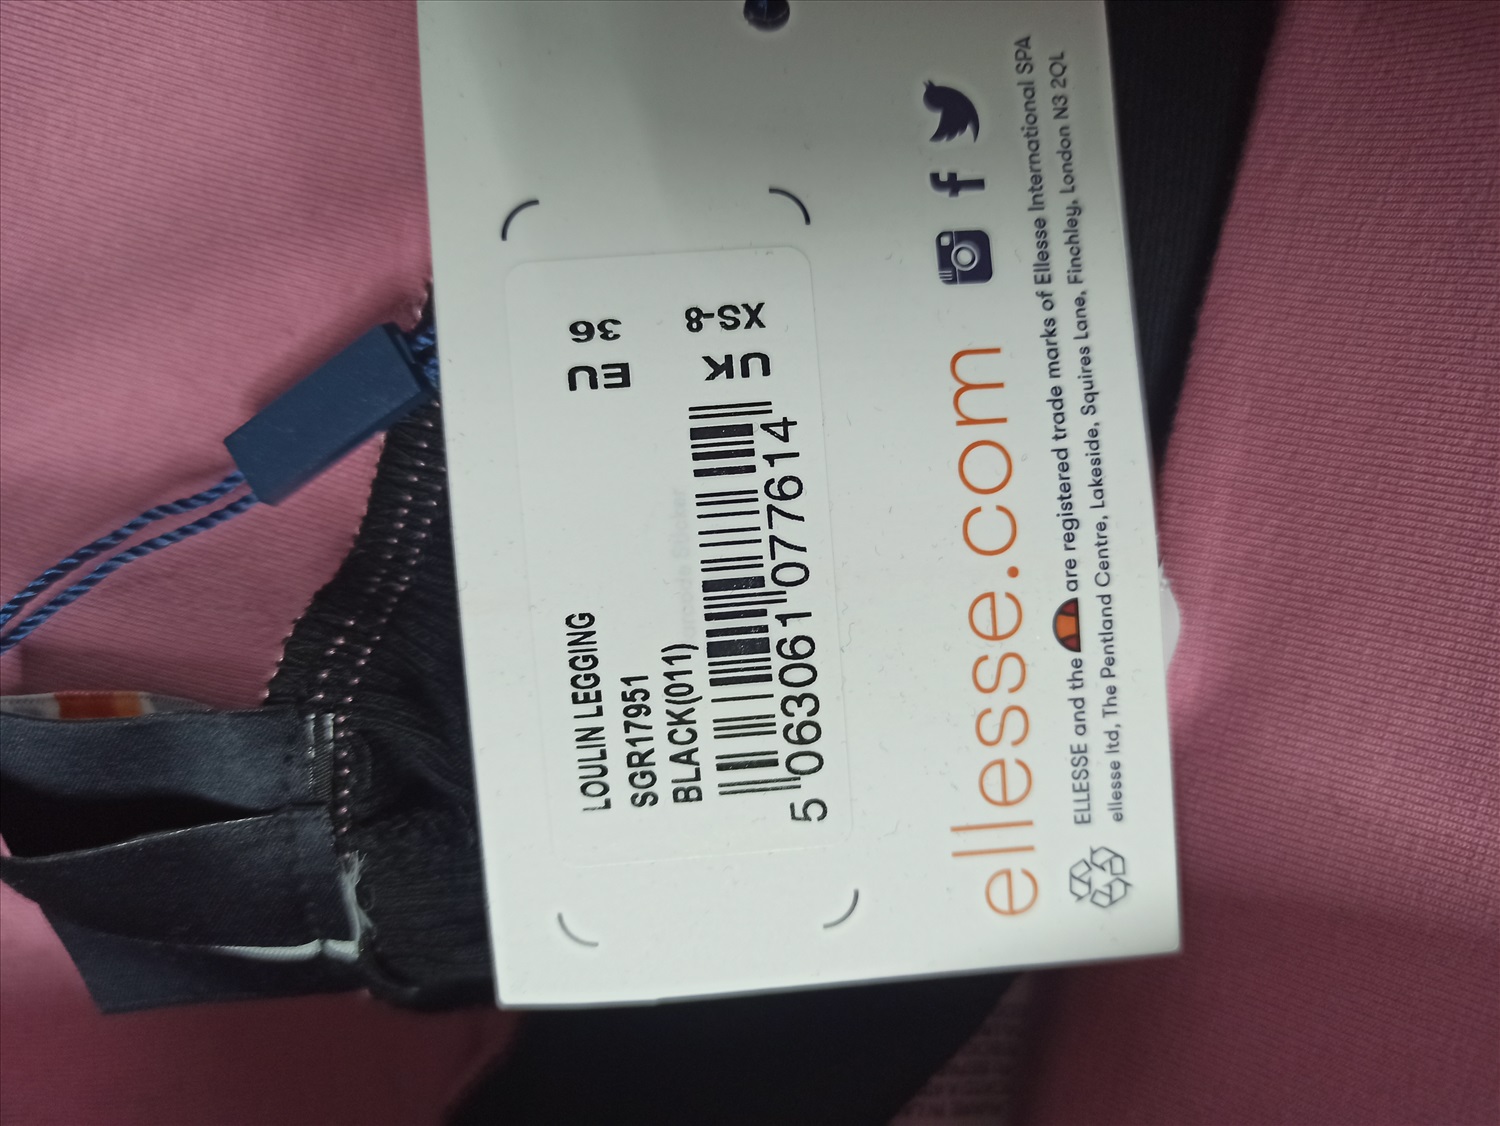 LOULIN LEGGING
SGR17951
BLACK(011)
5 063061 077614
EU 36
UK XS-8
ellesse.com
ELLESSE and the are registered trade marks of Ellesse International SPA
ellesse ltd, The Pentland Centre, Lakeside, Squires Lane, Finchley, London N3 2QL